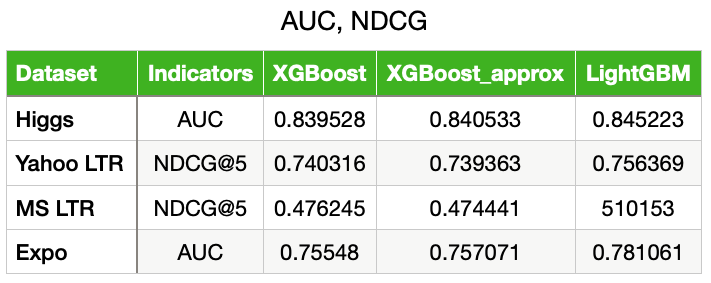 AUC, NDCG
Dataset Indicators XGBoost XGBoost_approx LightGBM
Higgs AUC 0.839528 0.840533 0.845223
Yahoo LTR NDCG@5 0.740316 0.739363 0.756369
MS LTR NDCG@5 0.476245 0.474441 510153
Expo AUC 0.75548 0.757071 0.781061